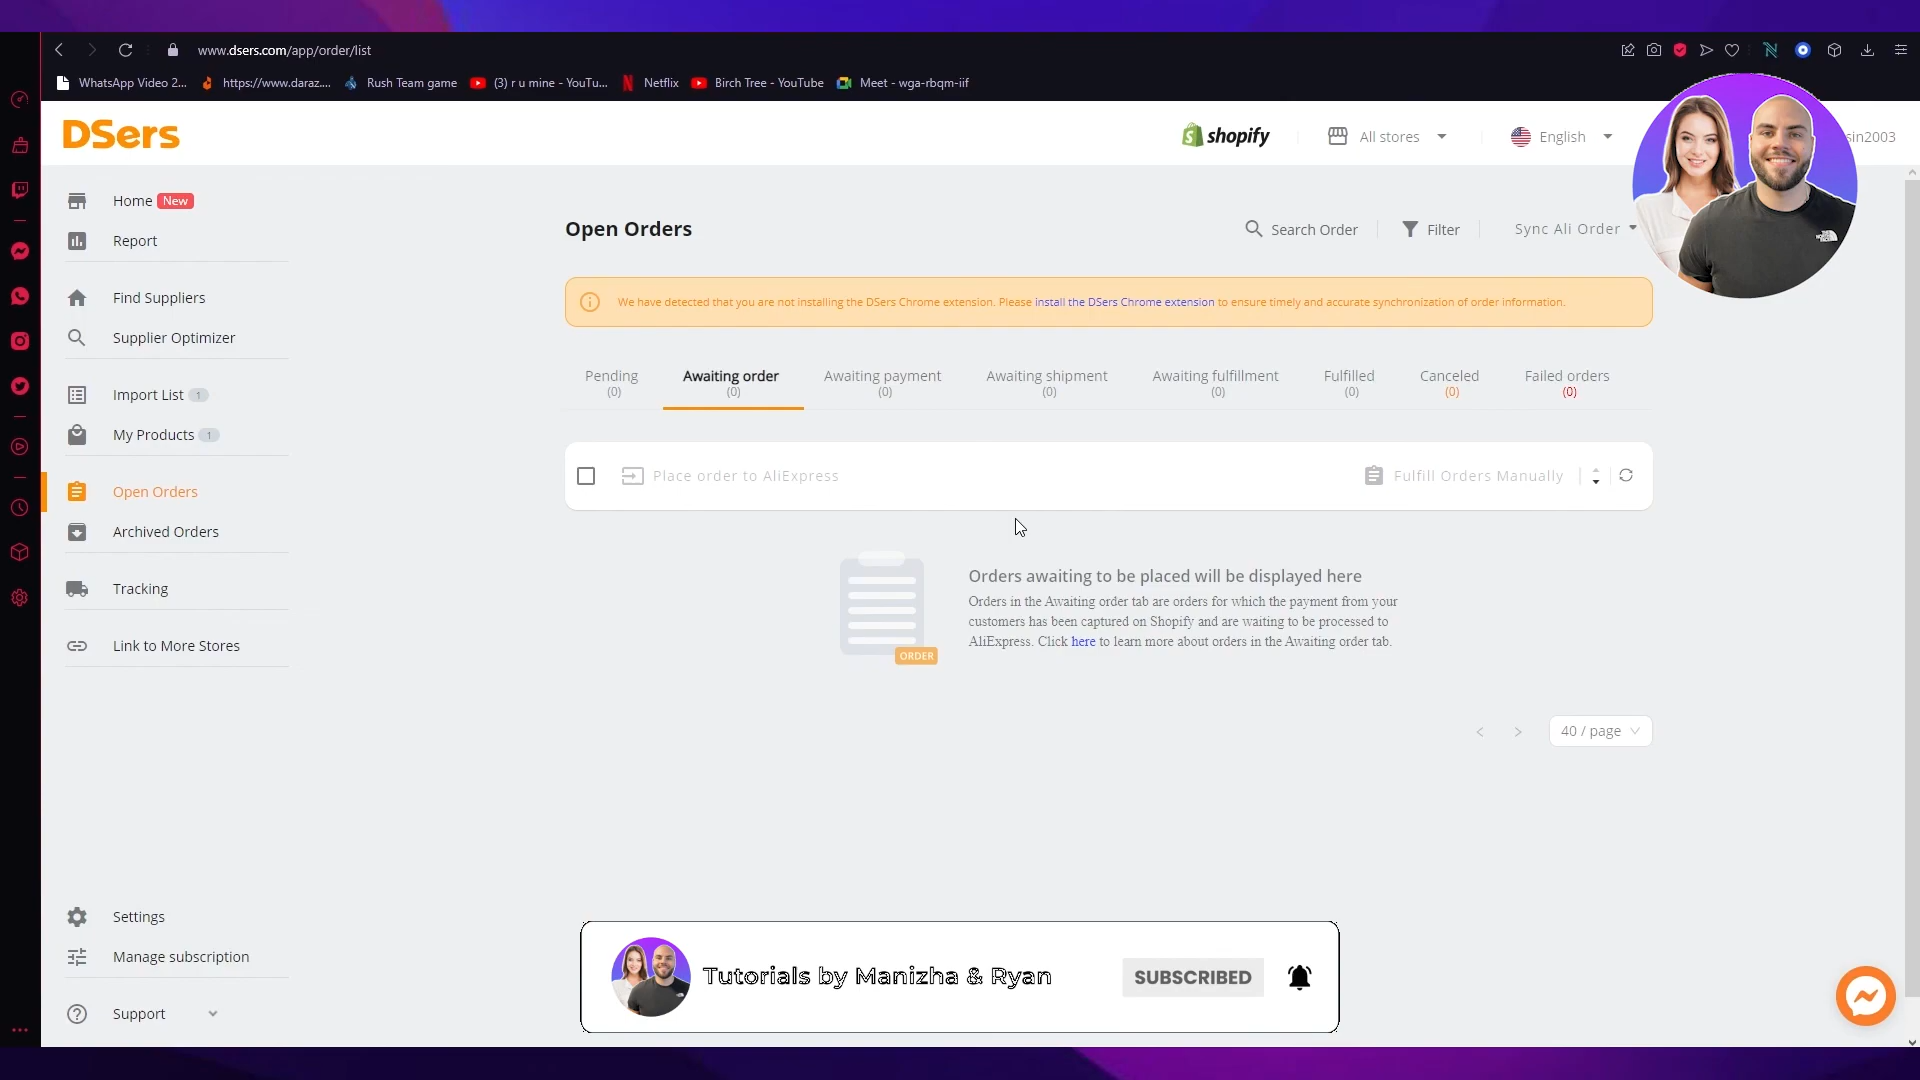 www.dsers.com/app/order/list
WhatsApp Video 2...
https://www.daraz....
Rush Team game
(3) r u mine - YouTu...
Netflix
Birch Tree - YouTube
Meet - wga-rbqm-iif
DSers
shopify
All stores
English
sin2003
Home New
Report
Find Suppliers
Supplier Optimizer
Import List 1
My Products 1
Open Orders
Archived Orders
Tracking
Link to More Stores
Settings
Manage subscription
Support
Open Orders
Search Order
Filter
Sync Ali Order
We have detected that you are not installing the DSers Chrome extension. Please install the DSers Chrome extension to ensure timely and accurate synchronization of order information.
Pending (0)
Awaiting order (0)
Awaiting payment (0)
Awaiting shipment (0)
Awaiting fulfillment (0)
Fulfilled (0)
Canceled (0)
Failed orders (0)
Place order to AliExpress
Fulfill Orders Manually
ORDER
Orders awaiting to be placed will be displayed here
Orders in the Awaiting order tab are orders for which the payment from your
customers has been captured on Shopify and are waiting to be processed to
AliExpress. Click here to learn more about orders in the Awaiting order tab.
40 / page
Tutorials by Manizha & Ryan
SUBSCRIBED